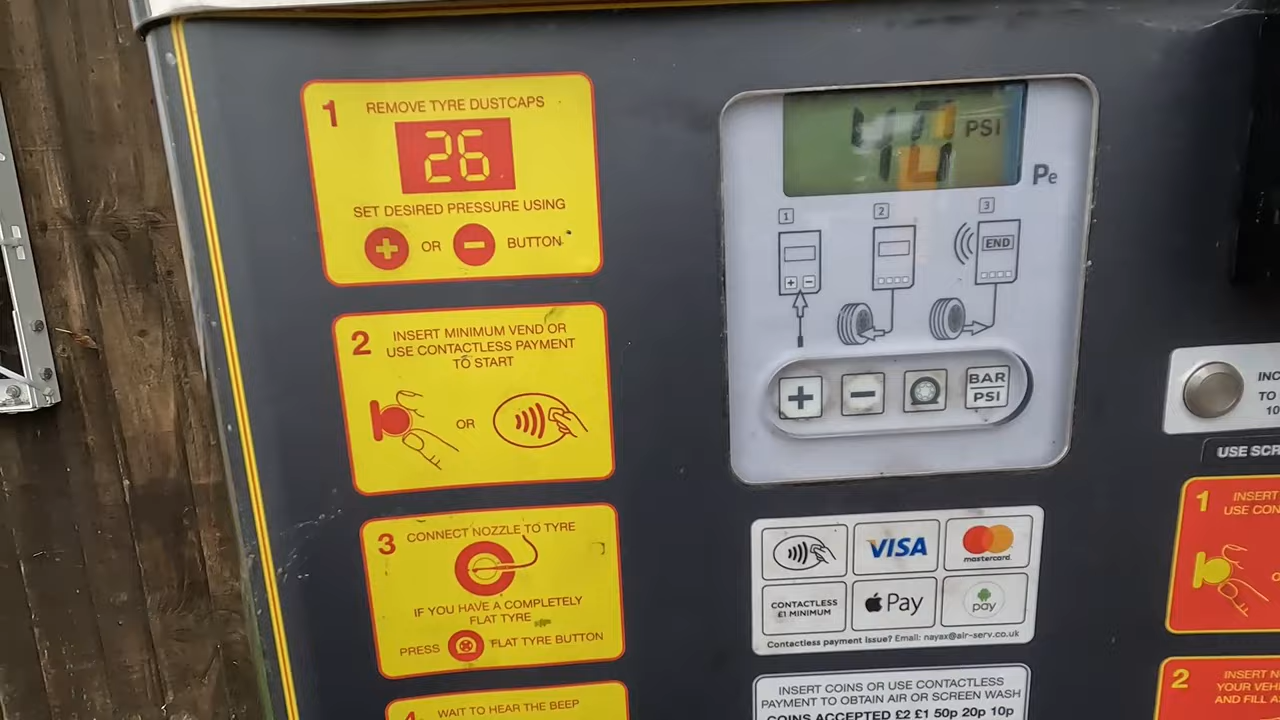 1
REMOVE TYRE DUSTCAPS
26
SET DESIRED PRESSURE USING
+ OR − BUTTON
2
INSERT MINIMUM VEND OR
USE CONTACTLESS PAYMENT
TO START
OR
3
CONNECT NOZZLE TO TYRE
IF YOU HAVE A COMPLETELY
FLAT TYRE
PRESS FLAT TYRE BUTTON
4
WAIT TO HEAR THE BEEP
PSI
Pe
1 2 3
END
+ −
+ − BAR
PSI
VISA
mastercard.
CONTACTLESS
£1 MINIMUM
Pay
pay
Contactless payment issue? Email: nayax@air-serv.co.uk
INSERT COINS OR USE CONTACTLESS
PAYMENT TO OBTAIN AIR OR SCREEN WASH
COINS ACCEPTED £2 £1 50p 20p 10p
INC
TO
10
USE SCR
1
INSERT
USE CON
2
INSERT N
YOUR VEH
AND FILL A